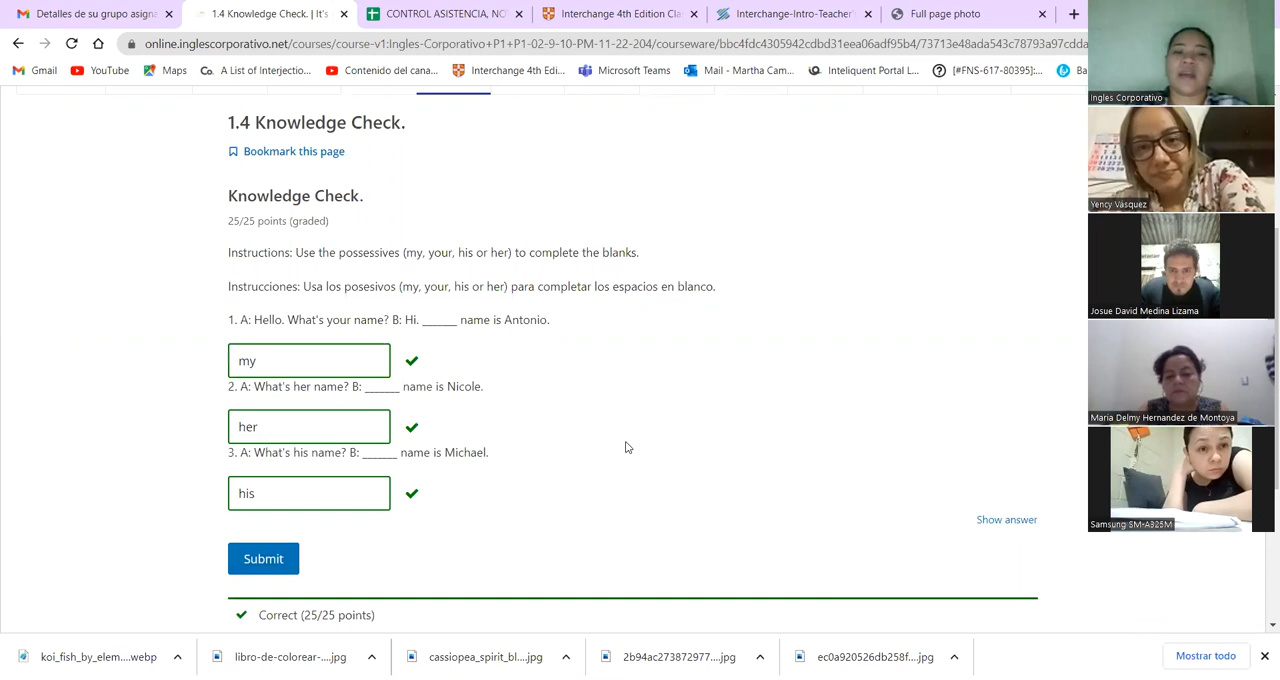 Detalles de su grupo asigna
1.4 Knowledge Check. | It's
CONTROL ASISTENCIA, NO
Interchange 4th Edition Cla
Interchange-Intro-Teacher'
Full page photo
online.inglescorporativo.net/courses/course-v1:Ingles-Corporativo+P1+P1-02-9-10-PM-11-22-204/courseware/bbc4fdc4305942cdbd31eea06adf95b4/73713e48ada543c78793a97cdda
Gmail
YouTube
Maps
A List of Interjectio...
Contenido del cana...
Interchange 4th Edi...
Microsoft Teams
Mail - Martha Cam...
Inteliquent Portal L...
[#FNS-617-80395]:...
Ba
1.4 Knowledge Check.
Bookmark this page
Knowledge Check.
25/25 points (graded)
Instructions: Use the possessives (my, your, his or her) to complete the blanks.
Instrucciones: Usa los posesivos (my, your, his or her) para completar los espacios en blanco.
1. A: Hello. What's your name? B: Hi. ______ name is Antonio.
my
2. A: What's her name? B: ______ name is Nicole.
her
3. A: What's his name? B: ______ name is Michael.
his
Show answer
Submit
Correct (25/25 points)
Ingles Corporativo
Yency Vásquez
Josue David Medina Lizama
Maria Delmy Hernandez de Montoya
Samsung SM-A325M
koi_fish_by_elem....webp
libro-de-colorear-....jpg
cassiopea_spirit_bl....jpg
2b94ac273872977....jpg
ec0a920526db258f....jpg
Mostrar todo